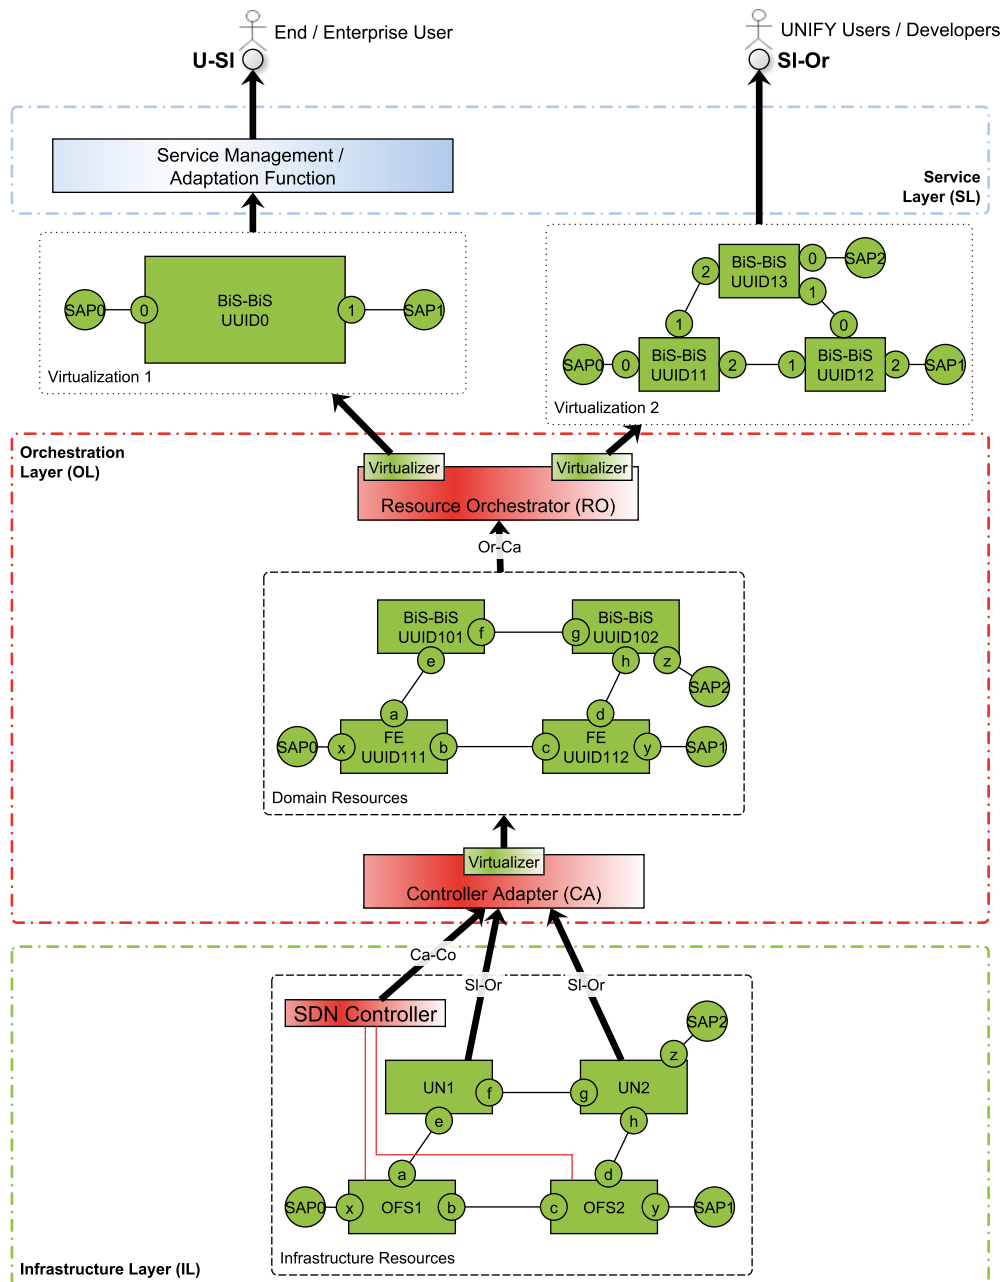 End / Enterprise User
U-Sl
UNIFY Users / Developers
Sl-Or
Service Management /
Adaptation Function
Service
Layer (SL)
SAP0
0
BiS-BiS
UUID0
1
SAP1
Virtualization 1
2
BiS-BiS
UUID13
0
SAP2
1
1
0
SAP0
0
BiS-BiS
UUID11
2
1
BiS-BiS
UUID12
2
SAP1
Virtualization 2
Orchestration
Layer (OL)
Virtualizer
Virtualizer
Resource Orchestrator (RO)
Or-Ca
BiS-BiS
UUID101
f
g
BiS-BiS
UUID102
e
h
z
SAP2
a
d
SAP0
x
FE
UUID111
b
c
FE
UUID112
y
SAP1
Domain Resources
Virtualizer
Controller Adapter (CA)
Ca-Co
Sl-Or
Sl-Or
SDN Controller
SAP2
z
UN1
f
g
UN2
e
h
a
d
SAP0
x
OFS1
b
c
OFS2
y
SAP1
Infrastructure Resources
Infrastructure Layer (IL)